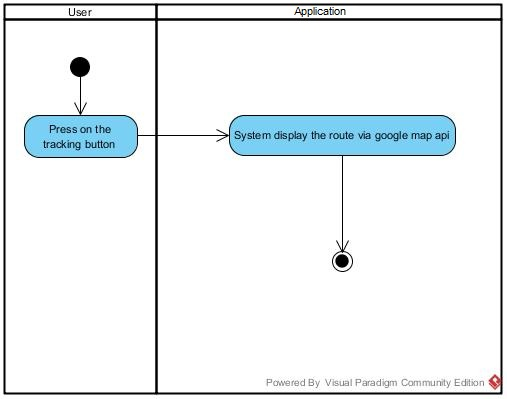 User
Application
Press on the
tracking button
System display the route via google map api
Powered By Visual Paradigm Community Edition